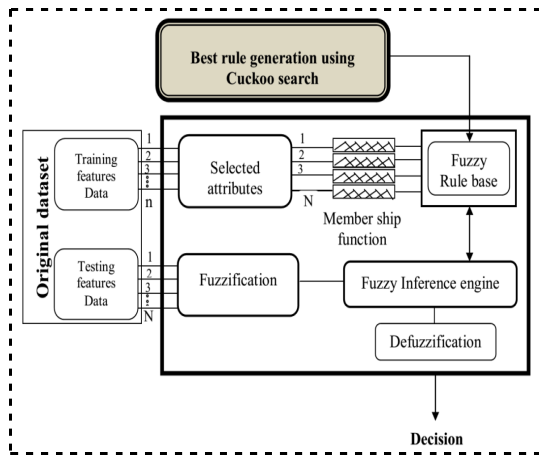 Best rule generation using
Cuckoo search
Original dataset
Training
features
Data
1
2
3
n
Selected
attributes
1
2
3
N
Member ship
function
Fuzzy
Rule base
Testing
features
Data
1
2
3
N
Fuzzification
Fuzzy Inference engine
Defuzzification
Decision